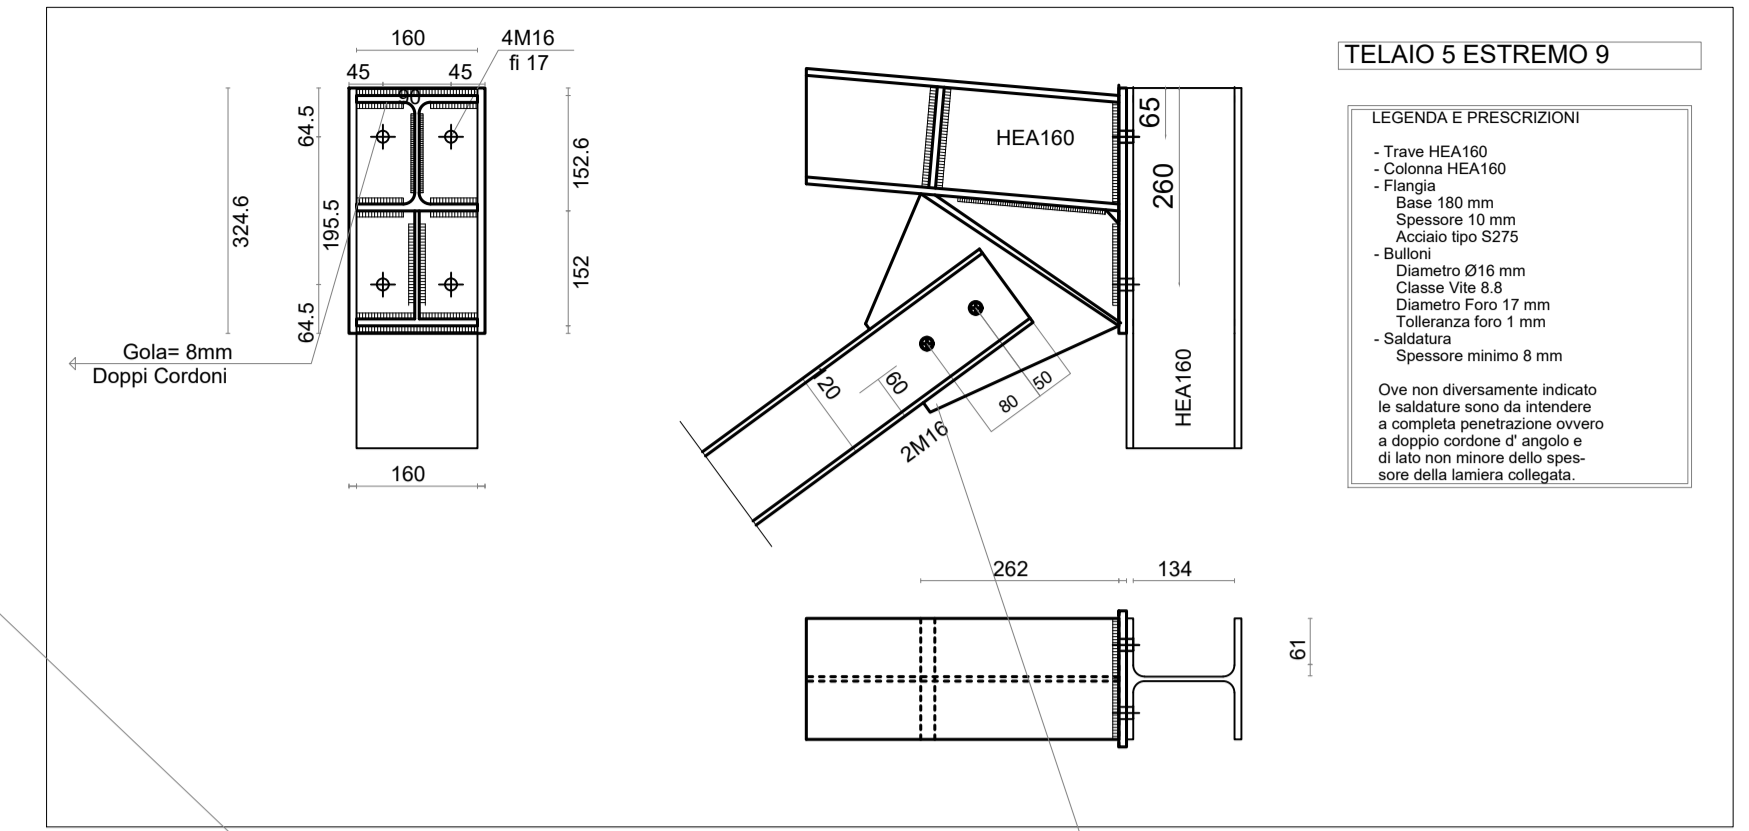 160
4M16
fi 17
45
45
90
64.5
324.6
195.5
152.6
152
64.5
Gola= 8mm
Doppi Cordoni
160
HEA160
65
260
HEA160
20
60
50
80
2M16
262
134
61
TELAIO 5 ESTREMO 9
LEGENDA E PRESCRIZIONI
- Trave HEA160
- Colonna HEA160
- Flangia
Base 180 mm
Spessore 10 mm
Acciaio tipo S275
- Bulloni
Diametro Ø16 mm
Classe Vite 8.8
Diametro Foro 17 mm
Tolleranza foro 1 mm
- Saldatura
Spessore minimo 8 mm
Ove non diversamente indicato
le saldature sono da intendere
a completa penetrazione ovvero
a doppio cordone d' angolo e
di lato non minore dello spes-
sore della lamiera collegata.